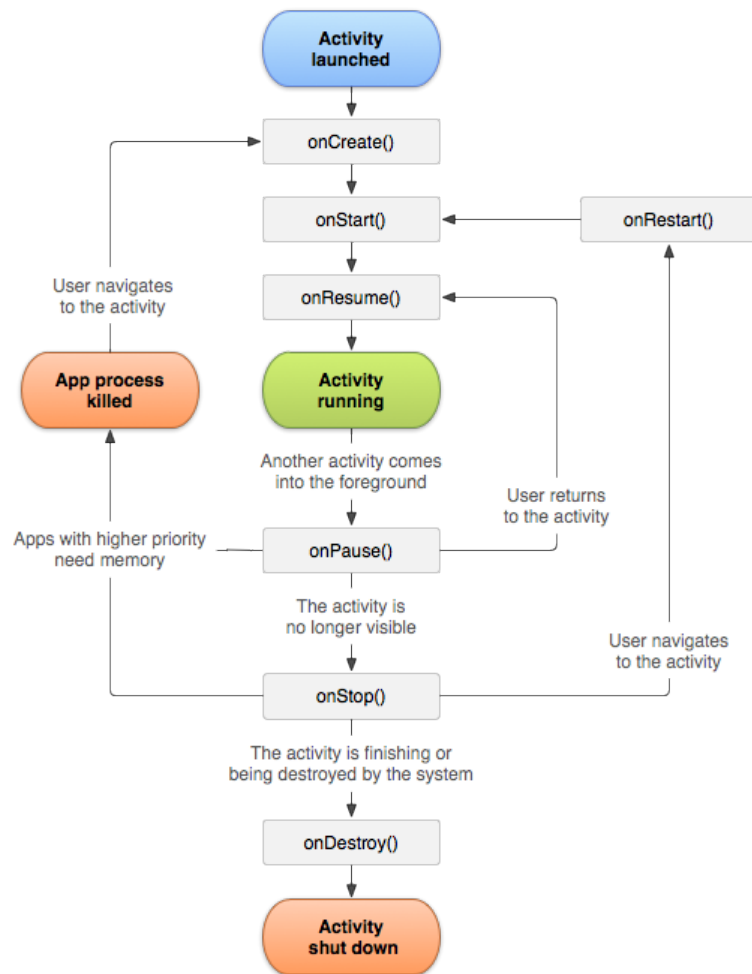 Activity
launched
onCreate()
onStart()
onRestart()
User navigates
to the activity
onResume()
App process
killed
Activity
running
Another activity comes
into the foreground
User returns
to the activity
Apps with higher priority
need memory
onPause()
The activity is
no longer visible
User navigates
to the activity
onStop()
The activity is finishing or
being destroyed by the system
onDestroy()
Activity
shut down